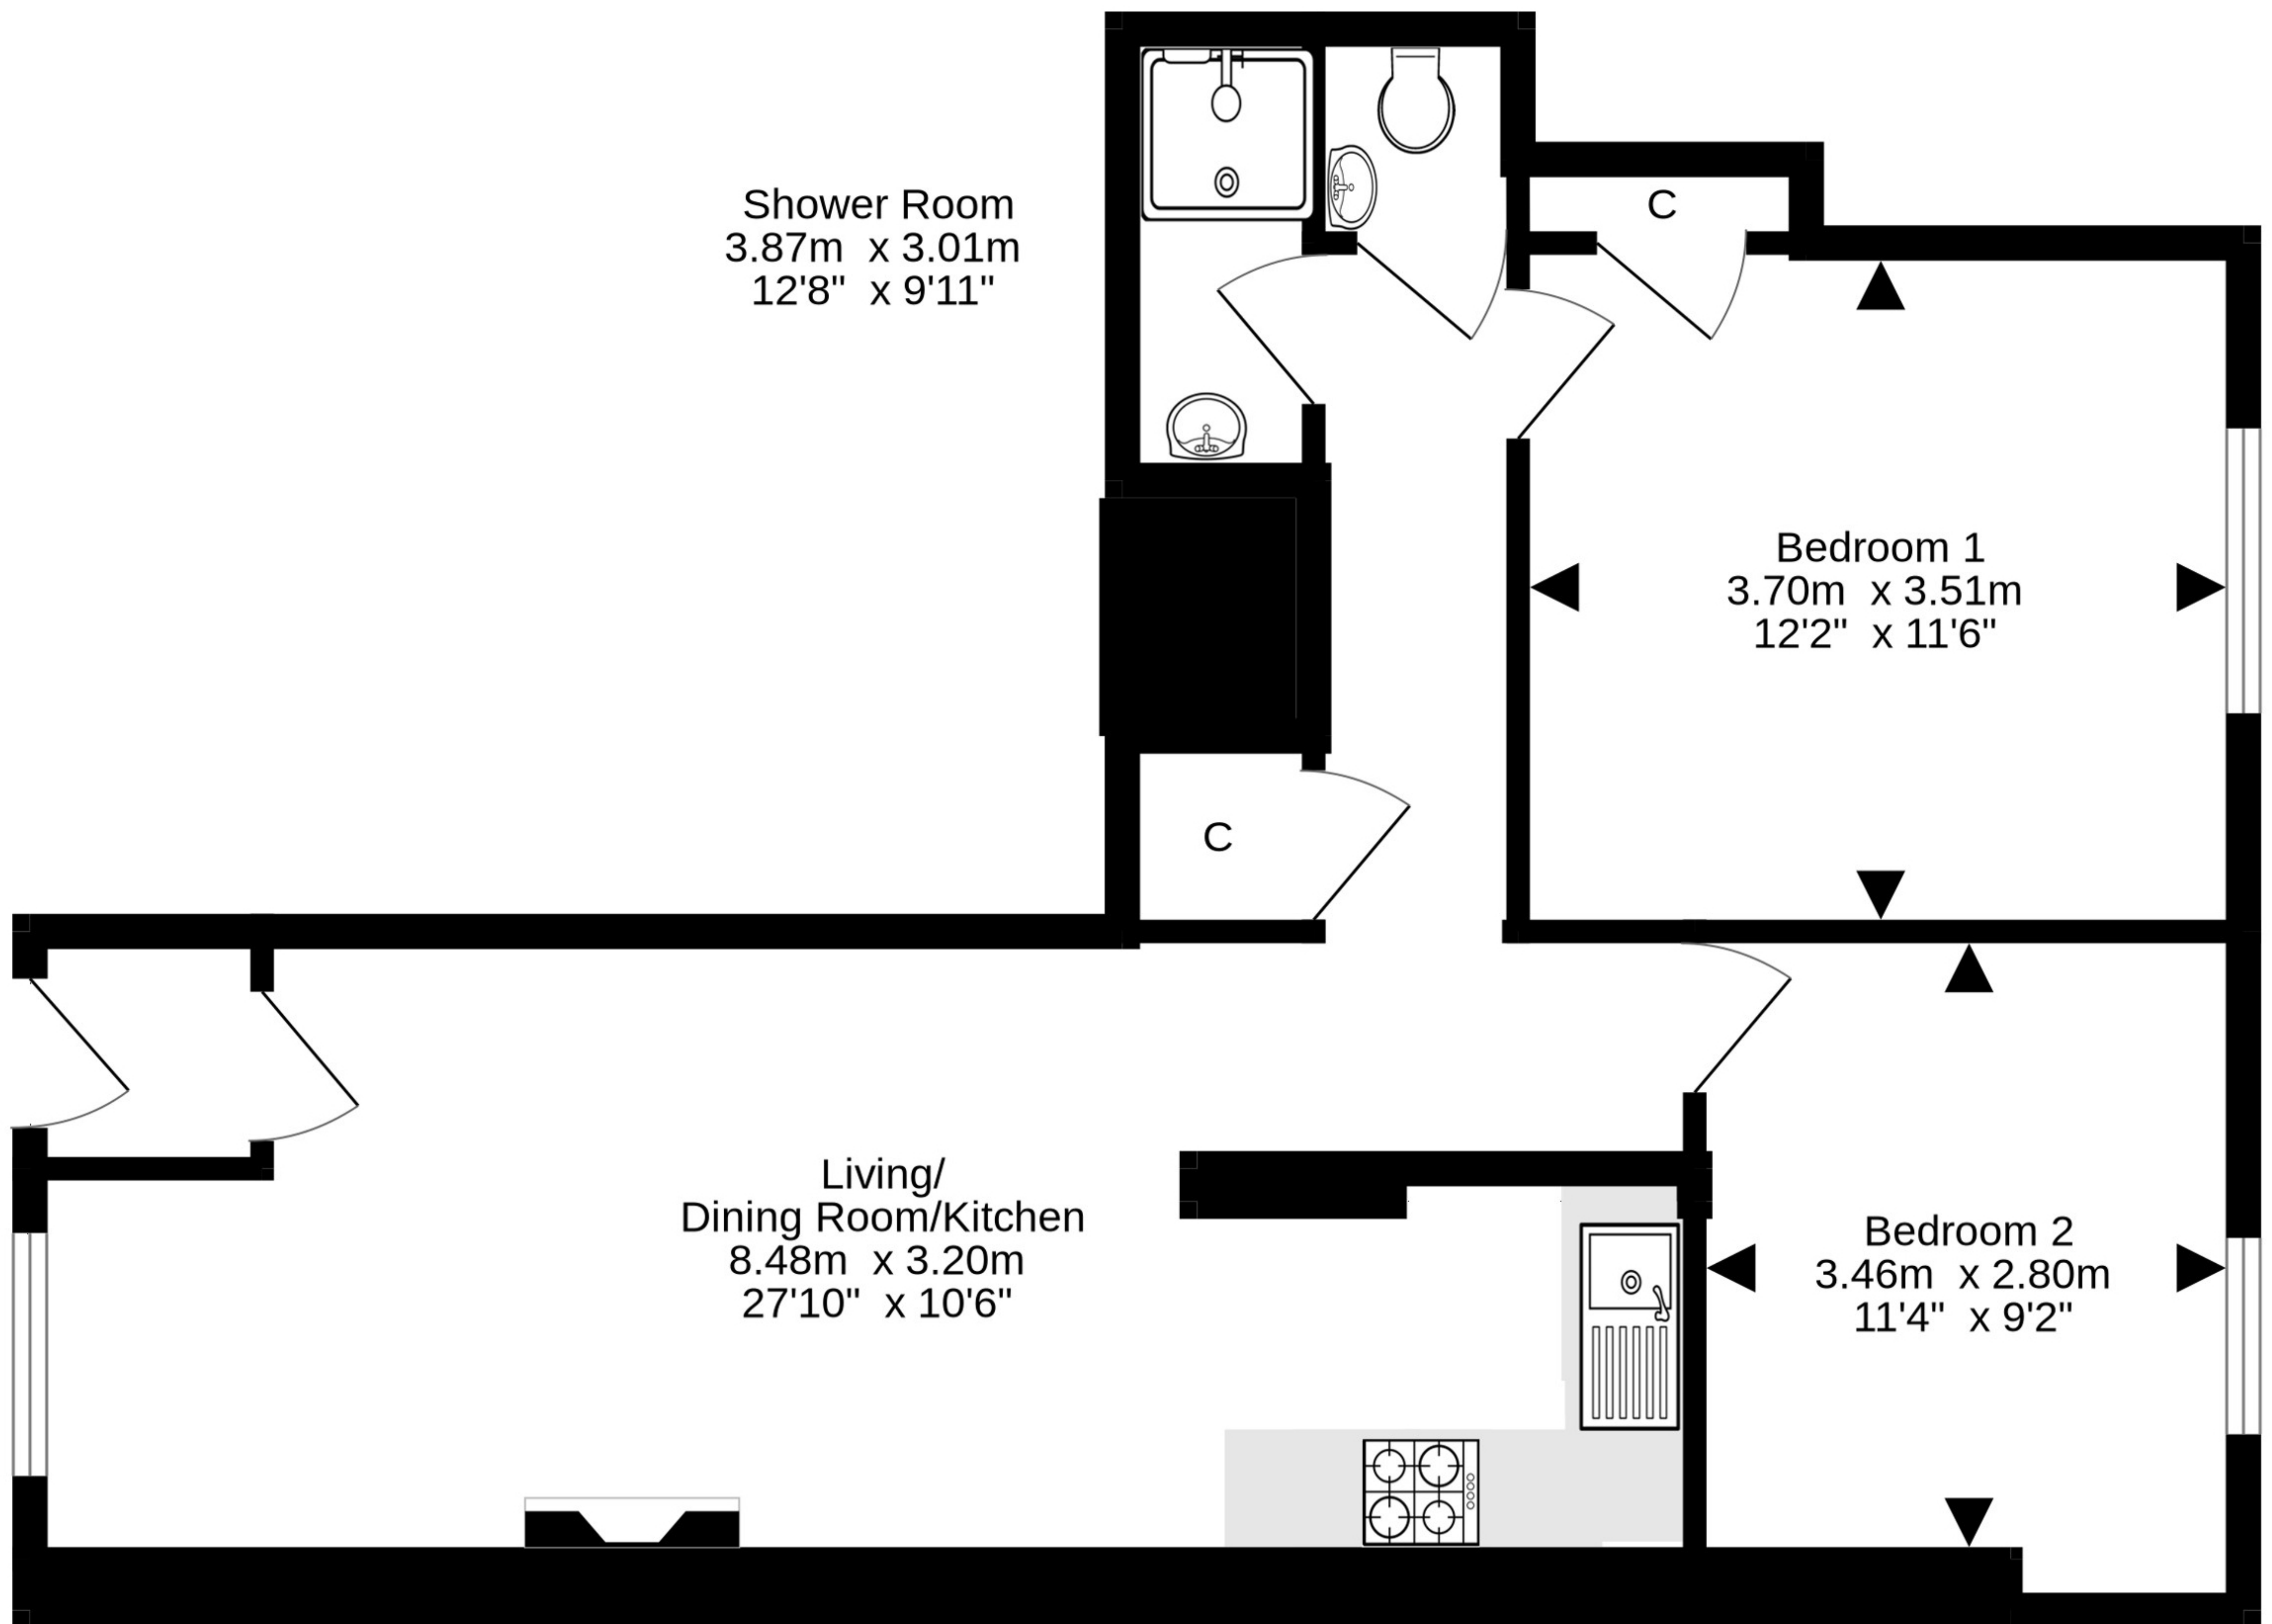 Shower Room
3.87m x 3.01m
12'8" x 9'11"
C
Bedroom 1
3.70m x 3.51m
12'2" x 11'6"
C
Living/
Dining Room/Kitchen
8.48m x 3.20m
27'10" x 10'6"
Bedroom 2
3.46m x 2.80m
11'4" x 9'2"